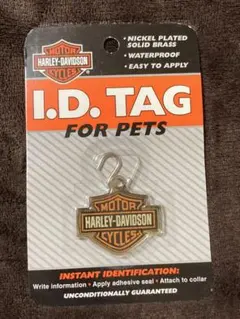 MOTOR
HARLEY-DAVIDSON
CYCLES
• NICKEL PLATED
SOLID BRASS
• WATERPROOF
• EASY TO APPLY
I.D. TAG
FOR PETS
MOTOR
HARLEY-DAVIDSON
CYCLES
INSTANT IDENTIFICATION:
Write information • Apply adhesive seal • Attach to collar
UNCONDITIONALLY GUARANTEED